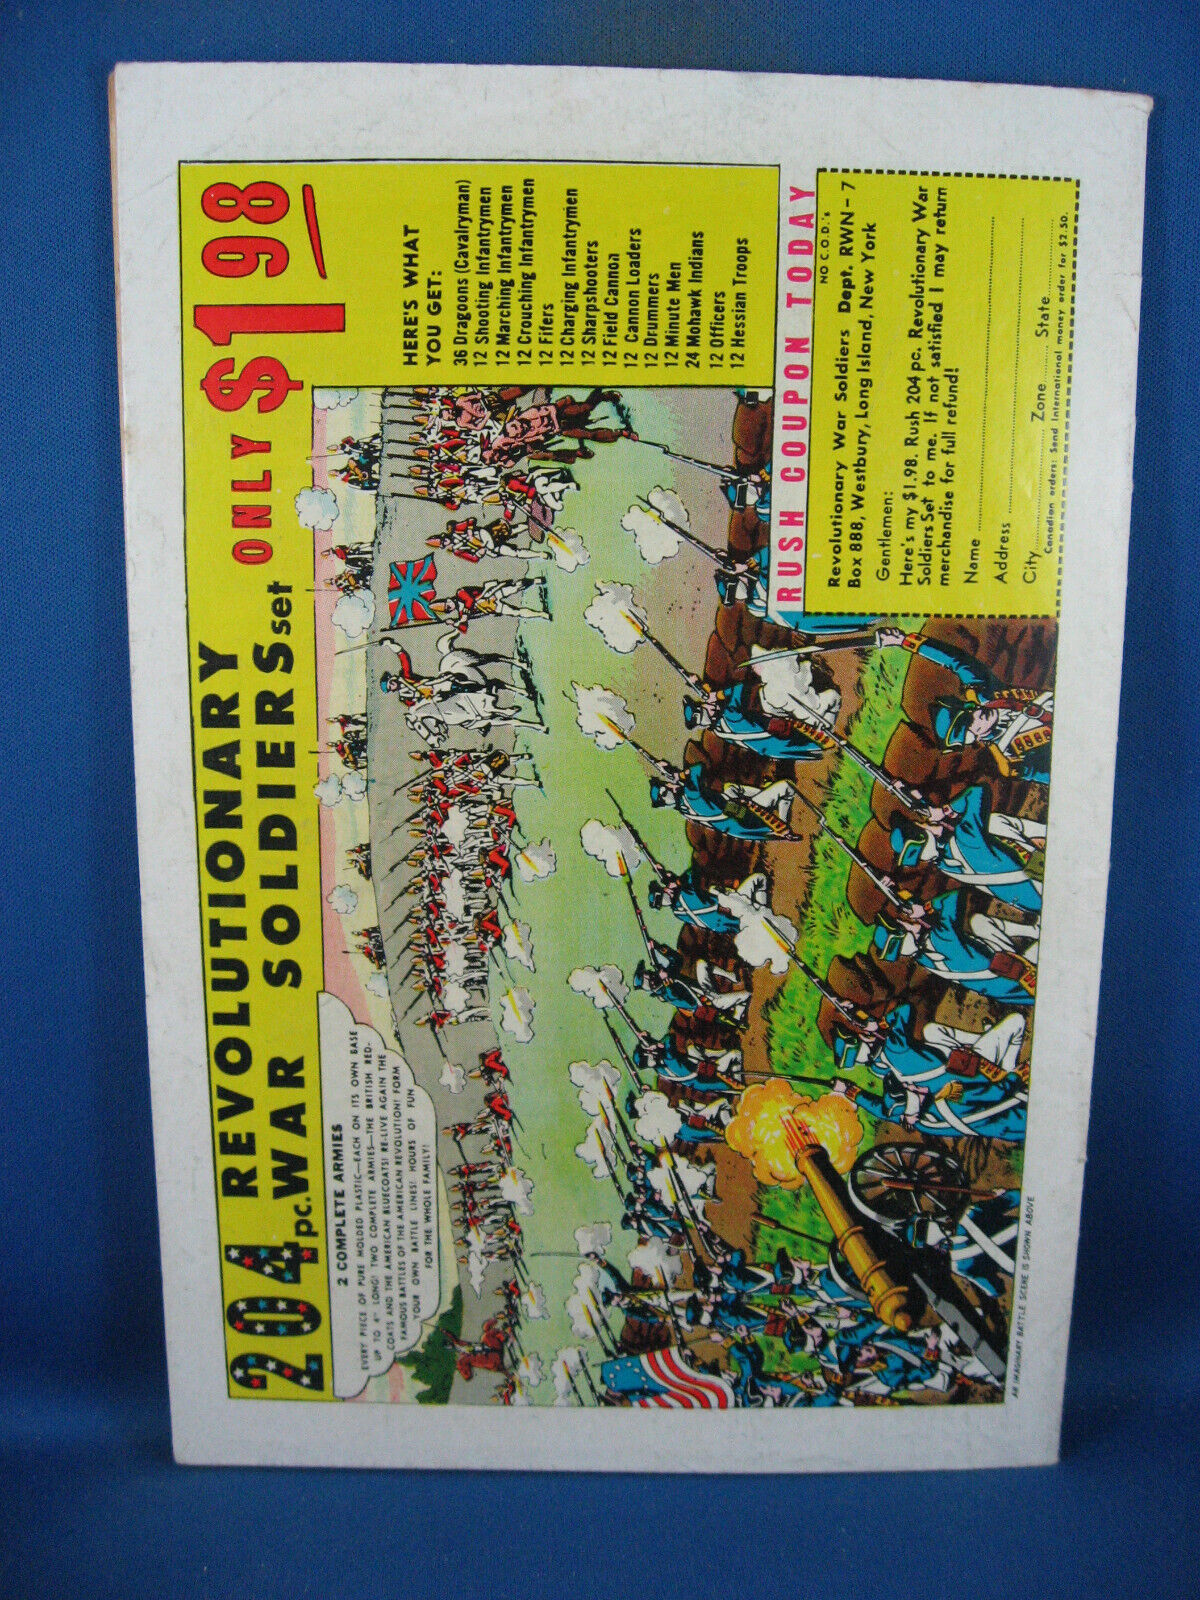 204 REVOLUTIONARY
pc. WAR SOLDIERS set ONLY $1 98
2 COMPLETE ARMIES
EVERY PIECE OF PURE MOLDED PLASTIC—EACH ON ITS OWN BASE
UP TO 4" LONG! TWO COMPLETE ARMIES—THE BRITISH RED-
COATS AND THE AMERICAN BLUECOATS! RE-LIVE AGAIN THE
FAMOUS BATTLES OF THE AMERICAN REVOLUTION! FORM
YOUR OWN BATTLE LINES! HOURS OF FUN
FOR THE WHOLE FAMILY!
HERE'S WHAT
YOU GET:
36 Dragoons (Cavalryman)
12 Shooting Infantrymen
12 Marching Infantrymen
12 Crouching Infantrymen
12 Fifers
12 Charging Infantrymen
12 Sharpshooters
12 Field Cannon
12 Cannon Loaders
12 Drummers
12 Minute Men
24 Mohawk Indians
12 Officers
12 Hessian Troops
RUSH COUPON TODAY
NO C.O.D.'s
Revolutionary War Soldiers Dept. RWN-7
Box 888, Westbury, Long Island, New York
Gentlemen:
Here's my $1.98. Rush 204 pc. Revolutionary War
Soldiers Set to me. If not satisfied I may return
merchandise for full refund!
Name
Address
City Zone State
Canadian orders: Send International money order for $2.50.
AN IMAGINARY BATTLE SCENE IS SHOWN ABOVE